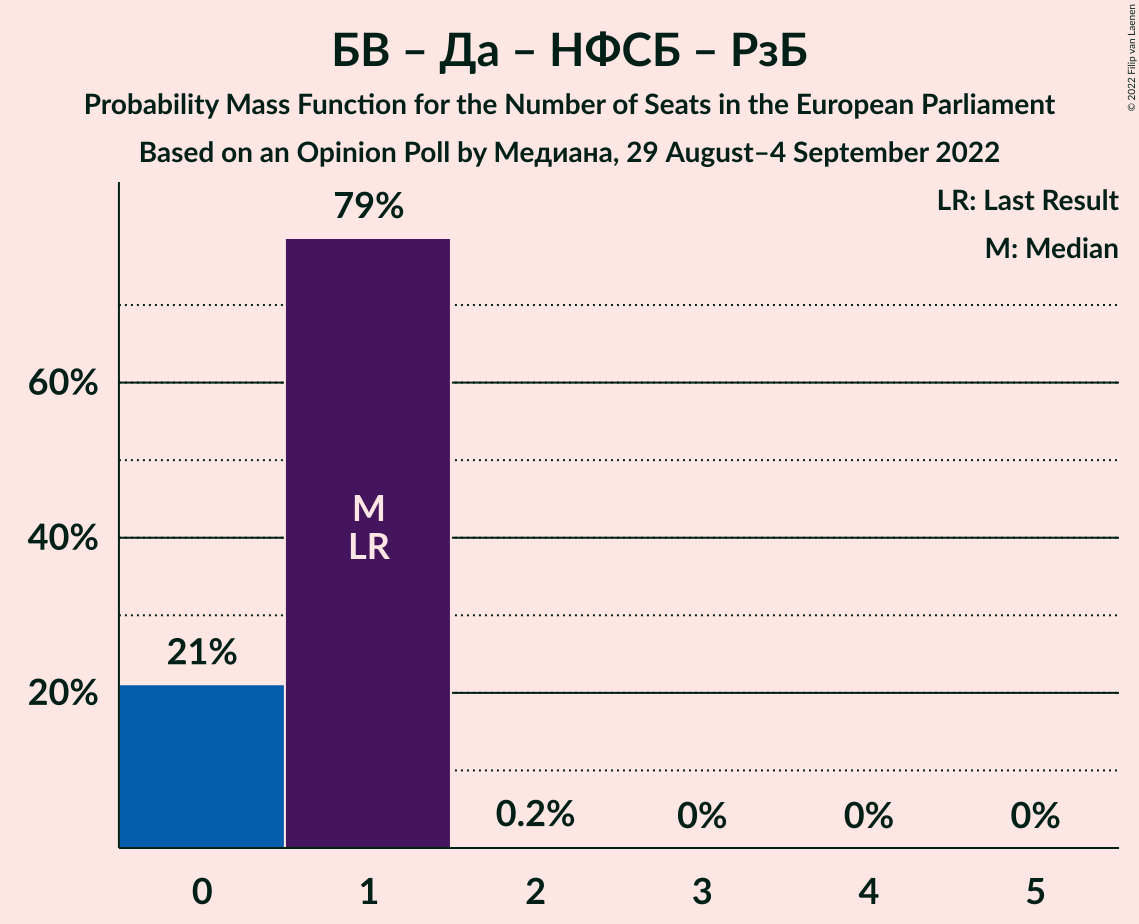 БВ – Да – НФСБ – РзБ
Probability Mass Function for the Number of Seats in the European Parliament
Based on an Opinion Poll by Медиана, 29 August–4 September 2022
© 2022 Filip van Laenen
LR: Last Result
M: Median
79%
60%
M
LR
40%
21%
20%
0.2%
0%
0%
0%
0
1
2
3
4
5